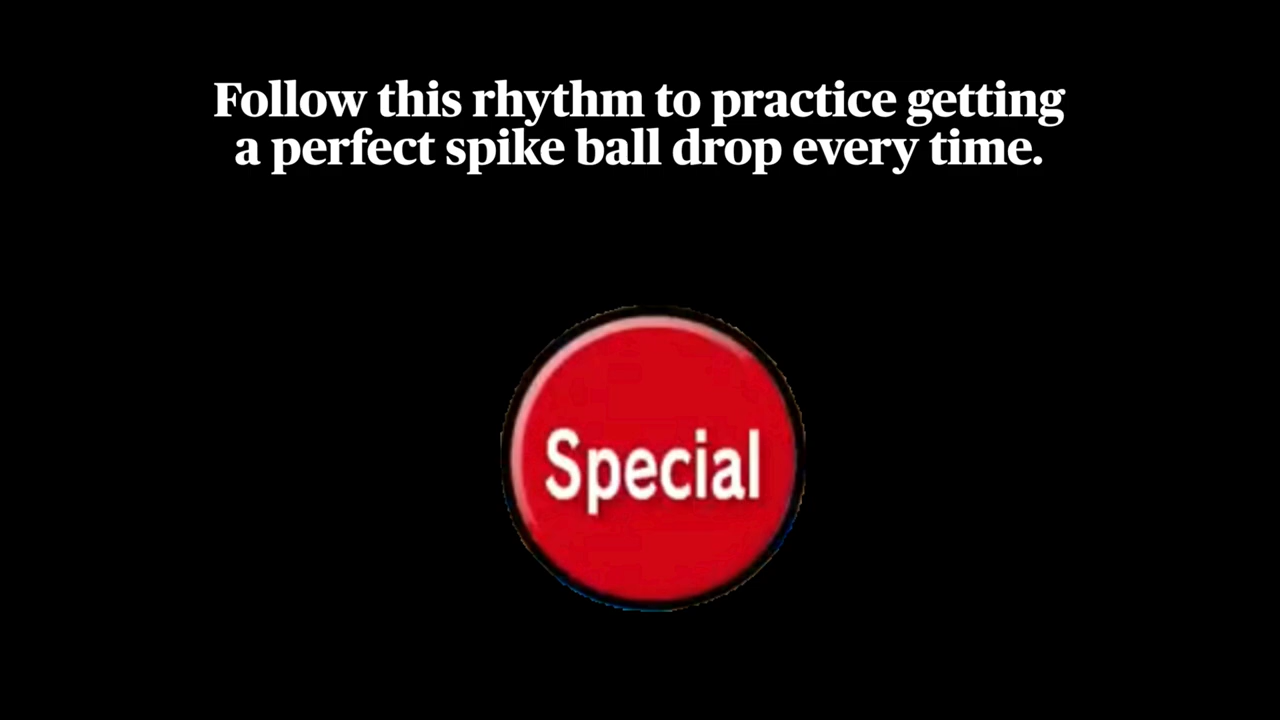 Follow this rhythm to practice getting
a perfect spike ball drop every time.
Special